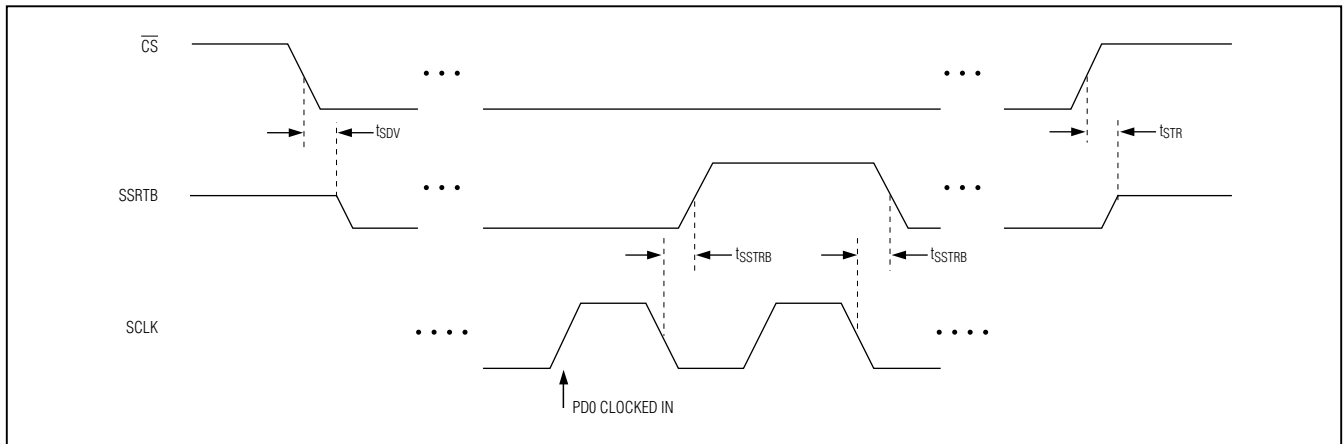 CS
tSDV
tSTR
SSRTB
tSSTRB
tSSTRB
SCLK
PD0 CLOCKED IN